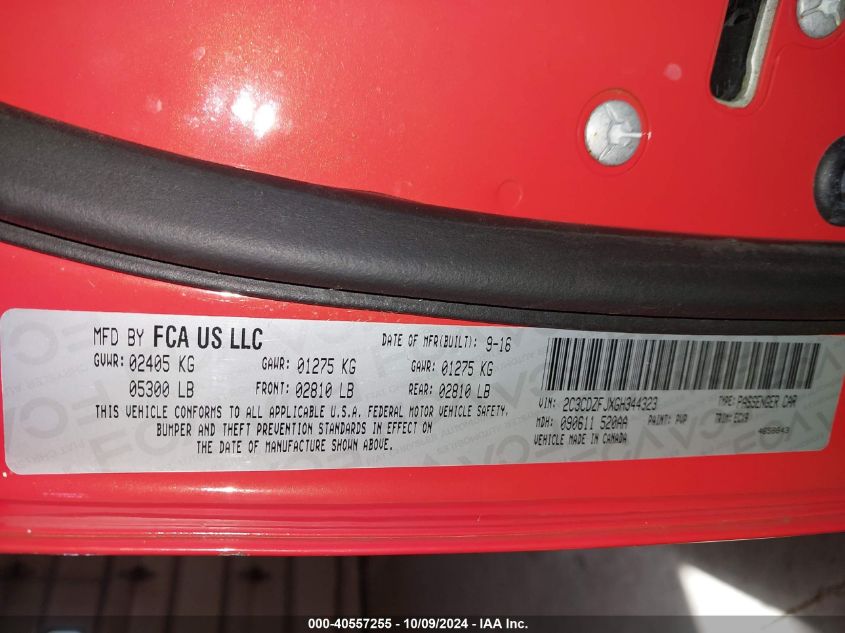 MFD BY FCA US LLC DATE OF MFR(BUILT): 9-16
GVWR: 02405 KG GAWR: 01275 KG GAWR: 01275 KG
05300 LB FRONT: 02810 LB REAR: 02810 LB
THIS VEHICLE CONFORMS TO ALL APPLICABLE U.S.A. FEDERAL MOTOR VEHICLE SAFETY,
BUMPER AND THEFT PREVENTION STANDARDS IN EFFECT ON
THE DATE OF MANUFACTURE SHOWN ABOVE.
VIN: 2C3CDZFJXGH344323 TYPE: PASSENGER CAR
MDH: 090611 520AA PAINT: PVP TRIM: ECX9
VEHICLE MADE IN CANADA 4658643
000-40557255 - 10/09/2024 - IAA Inc.